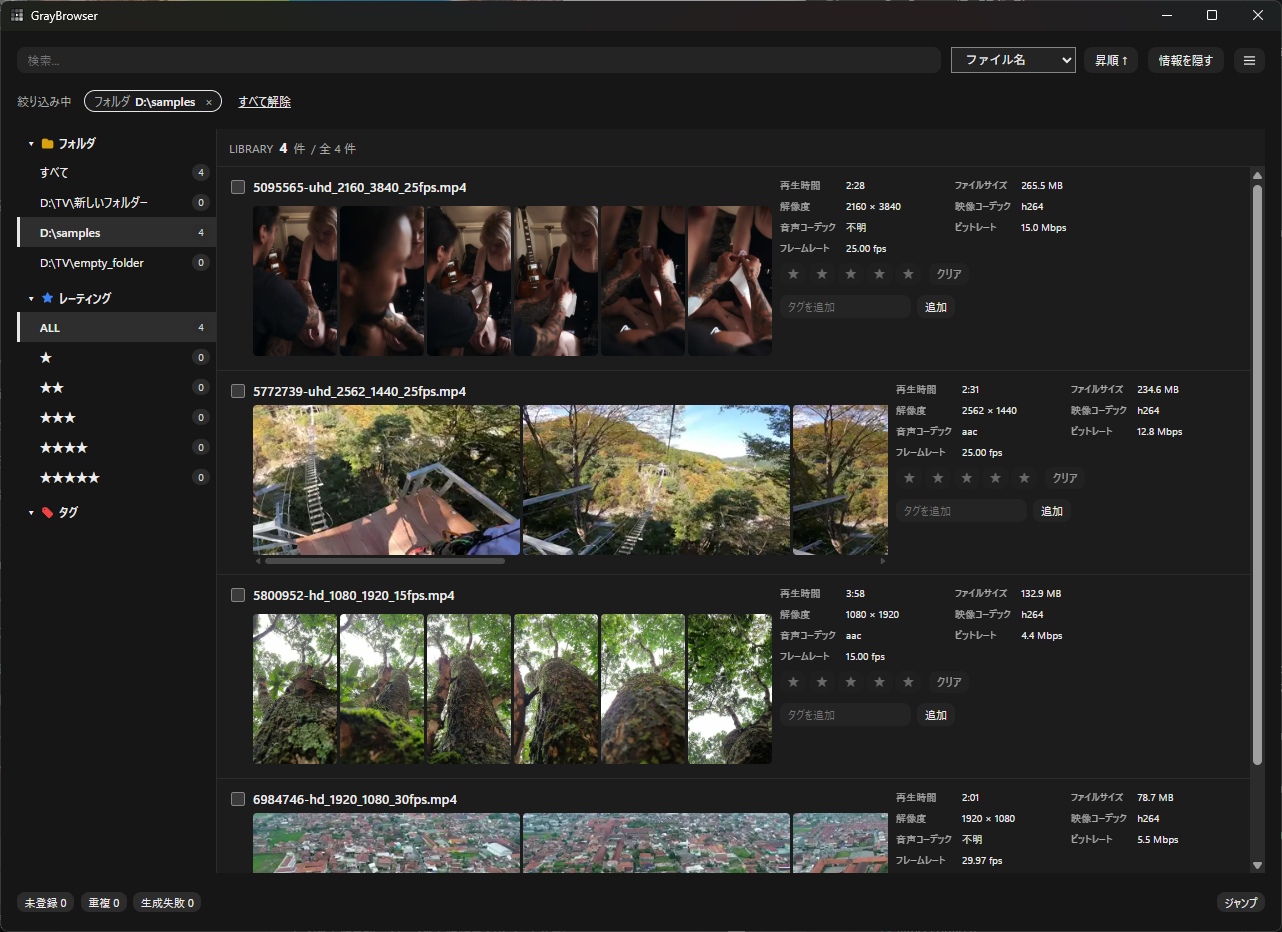 GrayBrowser
検索...
ファイル名
昇順 ↑
情報を隠す
絞り込み中
フォルダ D:\samples ×
すべて解除
フォルダ
すべて 4
D:\TV\新しいフォルダー 0
D:\samples 4
D:\TV\empty_folder 0
レーティング
ALL 4
★ 0
★★ 0
★★★ 0
★★★★ 0
★★★★★ 0
タグ
LIBRARY 4 件 / 全 4 件
5095565-uhd_2160_3840_25fps.mp4
再生時間 2:28 ファイルサイズ 265.5 MB
解像度 2160 × 3840 映像コーデック h264
音声コーデック 不明 ビットレート 15.0 Mbps
フレームレート 25.00 fps
★ ★ ★ ★ ★ クリア
タグを追加 追加
5772739-uhd_2562_1440_25fps.mp4
再生時間 2:31 ファイルサイズ 234.6 MB
解像度 2562 × 1440 映像コーデック h264
音声コーデック aac ビットレート 12.8 Mbps
フレームレート 25.00 fps
★ ★ ★ ★ ★ クリア
タグを追加 追加
5800952-hd_1080_1920_15fps.mp4
再生時間 3:58 ファイルサイズ 132.9 MB
解像度 1080 × 1920 映像コーデック h264
音声コーデック aac ビットレート 4.4 Mbps
フレームレート 15.00 fps
★ ★ ★ ★ ★ クリア
タグを追加 追加
6984746-hd_1920_1080_30fps.mp4
再生時間 2:01 ファイルサイズ 78.7 MB
解像度 1920 × 1080 映像コーデック h264
音声コーデック 不明 ビットレート 5.5 Mbps
フレームレート 29.97 fps
未登録 0
重複 0
生成失敗 0
ジャンプ